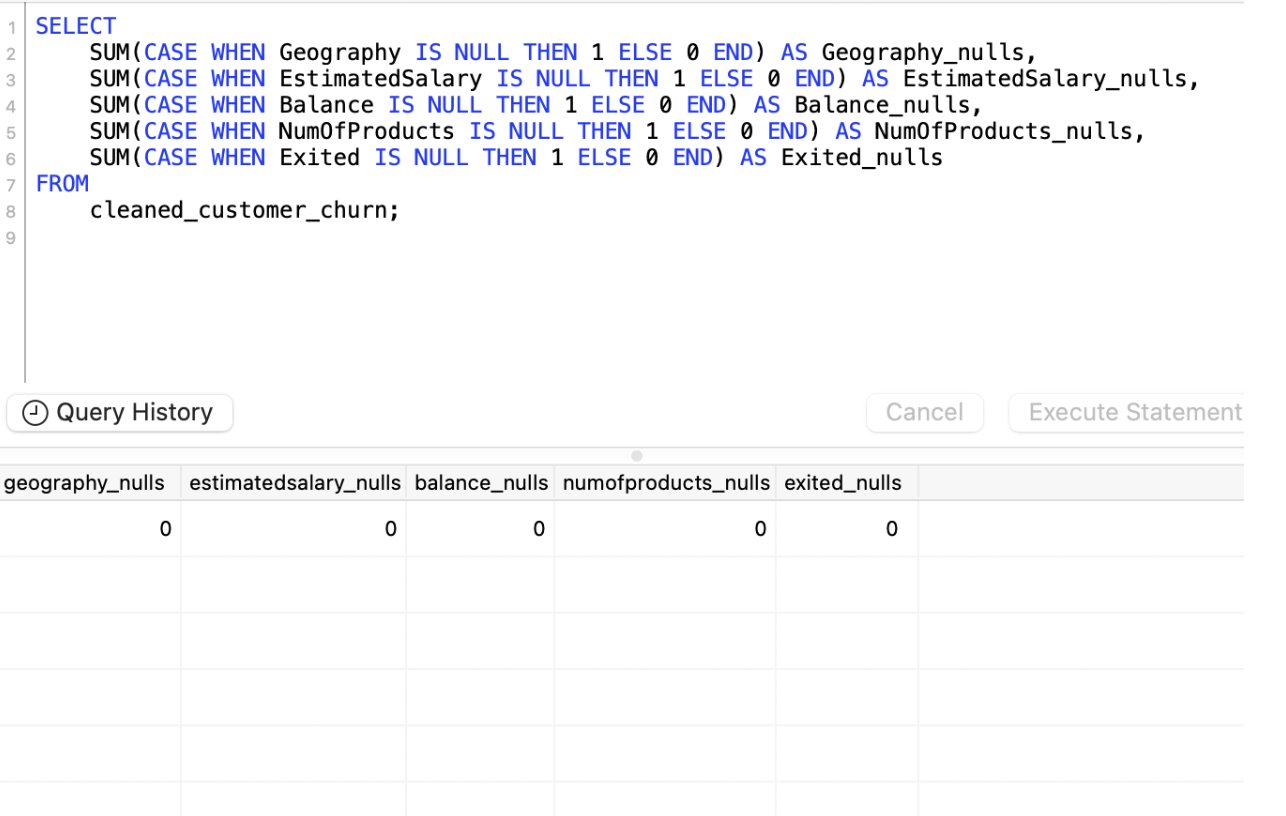 1 SELECT
2 SUM(CASE WHEN Geography IS NULL THEN 1 ELSE 0 END) AS Geography_nulls,
3 SUM(CASE WHEN EstimatedSalary IS NULL THEN 1 ELSE 0 END) AS EstimatedSalary_nulls,
4 SUM(CASE WHEN Balance IS NULL THEN 1 ELSE 0 END) AS Balance_nulls,
5 SUM(CASE WHEN NumOfProducts IS NULL THEN 1 ELSE 0 END) AS NumOfProducts_nulls,
6 SUM(CASE WHEN Exited IS NULL THEN 1 ELSE 0 END) AS Exited_nulls
7 FROM
8 cleaned_customer_churn;
9
Query History Cancel Execute Statement
geography_nulls estimatedsalary_nulls balance_nulls numofproducts_nulls exited_nulls
0 0 0 0 0